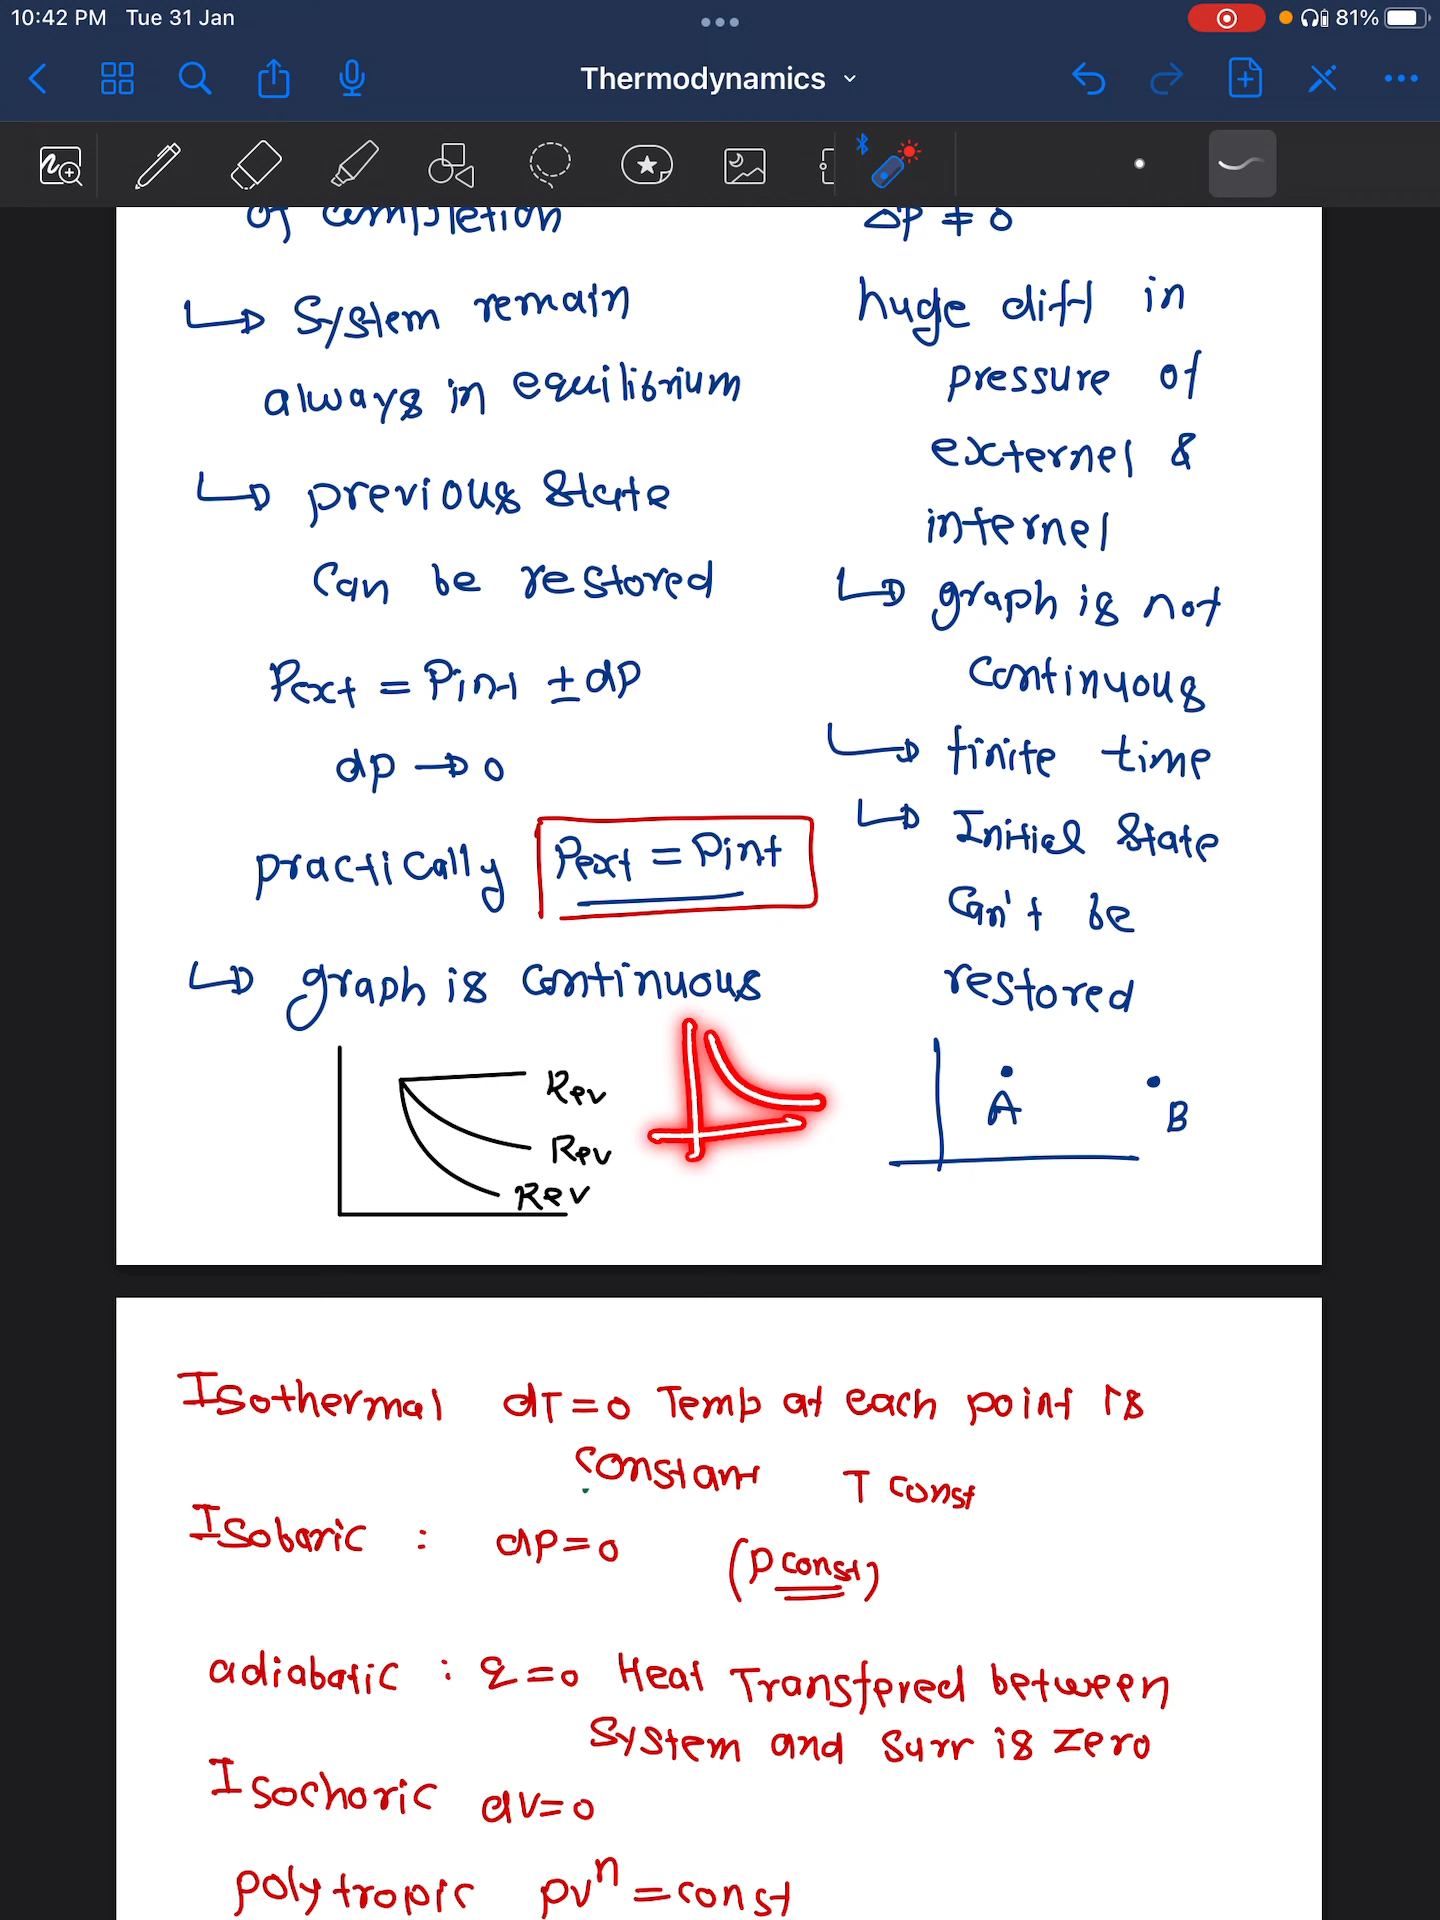 10:42 PM Tue 31 Jan
81%
Thermodynamics
of completion
↳ System remain
always in equilibrium
↳ previous state
Can be restored
Pext = Pint ± dp
dp → 0
practically Pext = Pint
↳ graph is continuous
Rev
Rev
Rev
Δp ≠ 0
huge diff in
pressure of
externel &
internel
↳ graph is not
continuous
↳ finite time
↳ Initial state
Can't be
restored
A
B
Isothermal dT=0 Temp at each point is
constant T const
Isobaric : dp=0 (p const)
adiabatic : q=0 Heat Transfered between
System and Surr is zero
Isochoric dv=0
polytropic pvⁿ = const